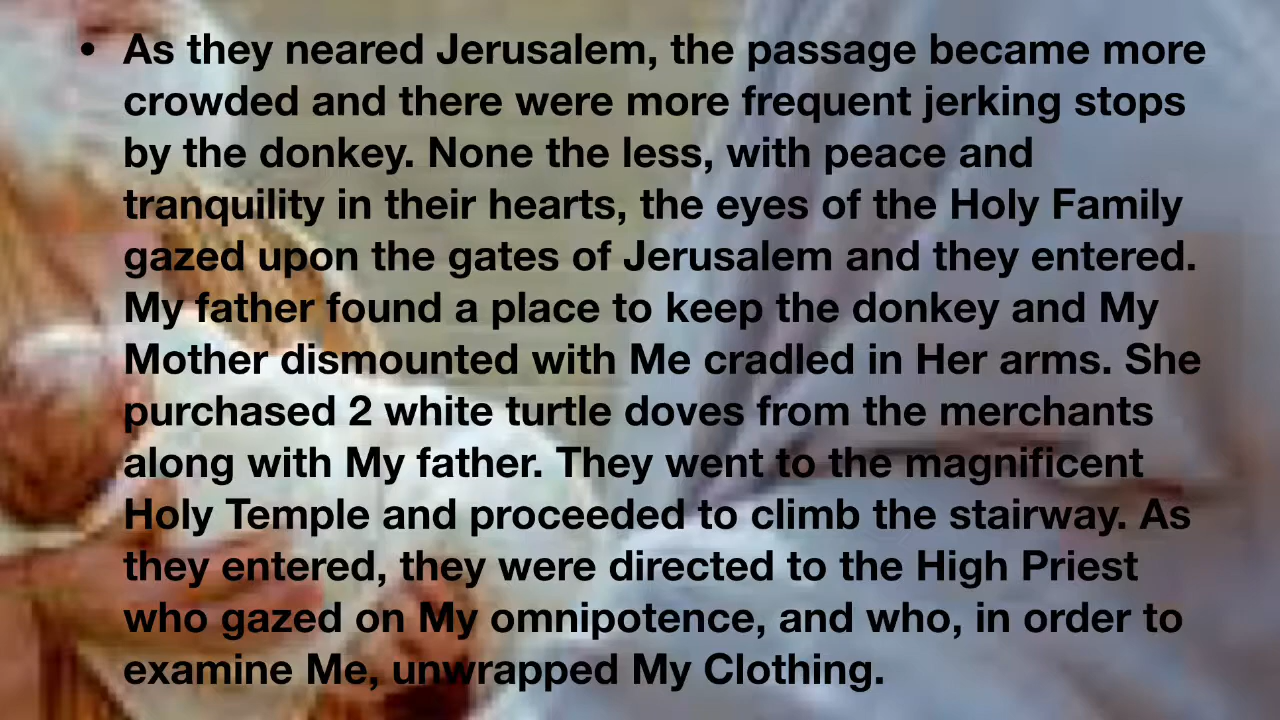 • As they neared Jerusalem, the passage became more
crowded and there were more frequent jerking stops
by the donkey. None the less, with peace and
tranquility in their hearts, the eyes of the Holy Family
gazed upon the gates of Jerusalem and they entered.
My father found a place to keep the donkey and My
Mother dismounted with Me cradled in Her arms. She
purchased 2 white turtle doves from the merchants
along with My father. They went to the magnificent
Holy Temple and proceeded to climb the stairway. As
they entered, they were directed to the High Priest
who gazed on My omnipotence, and who, in order to
examine Me, unwrapped My Clothing.